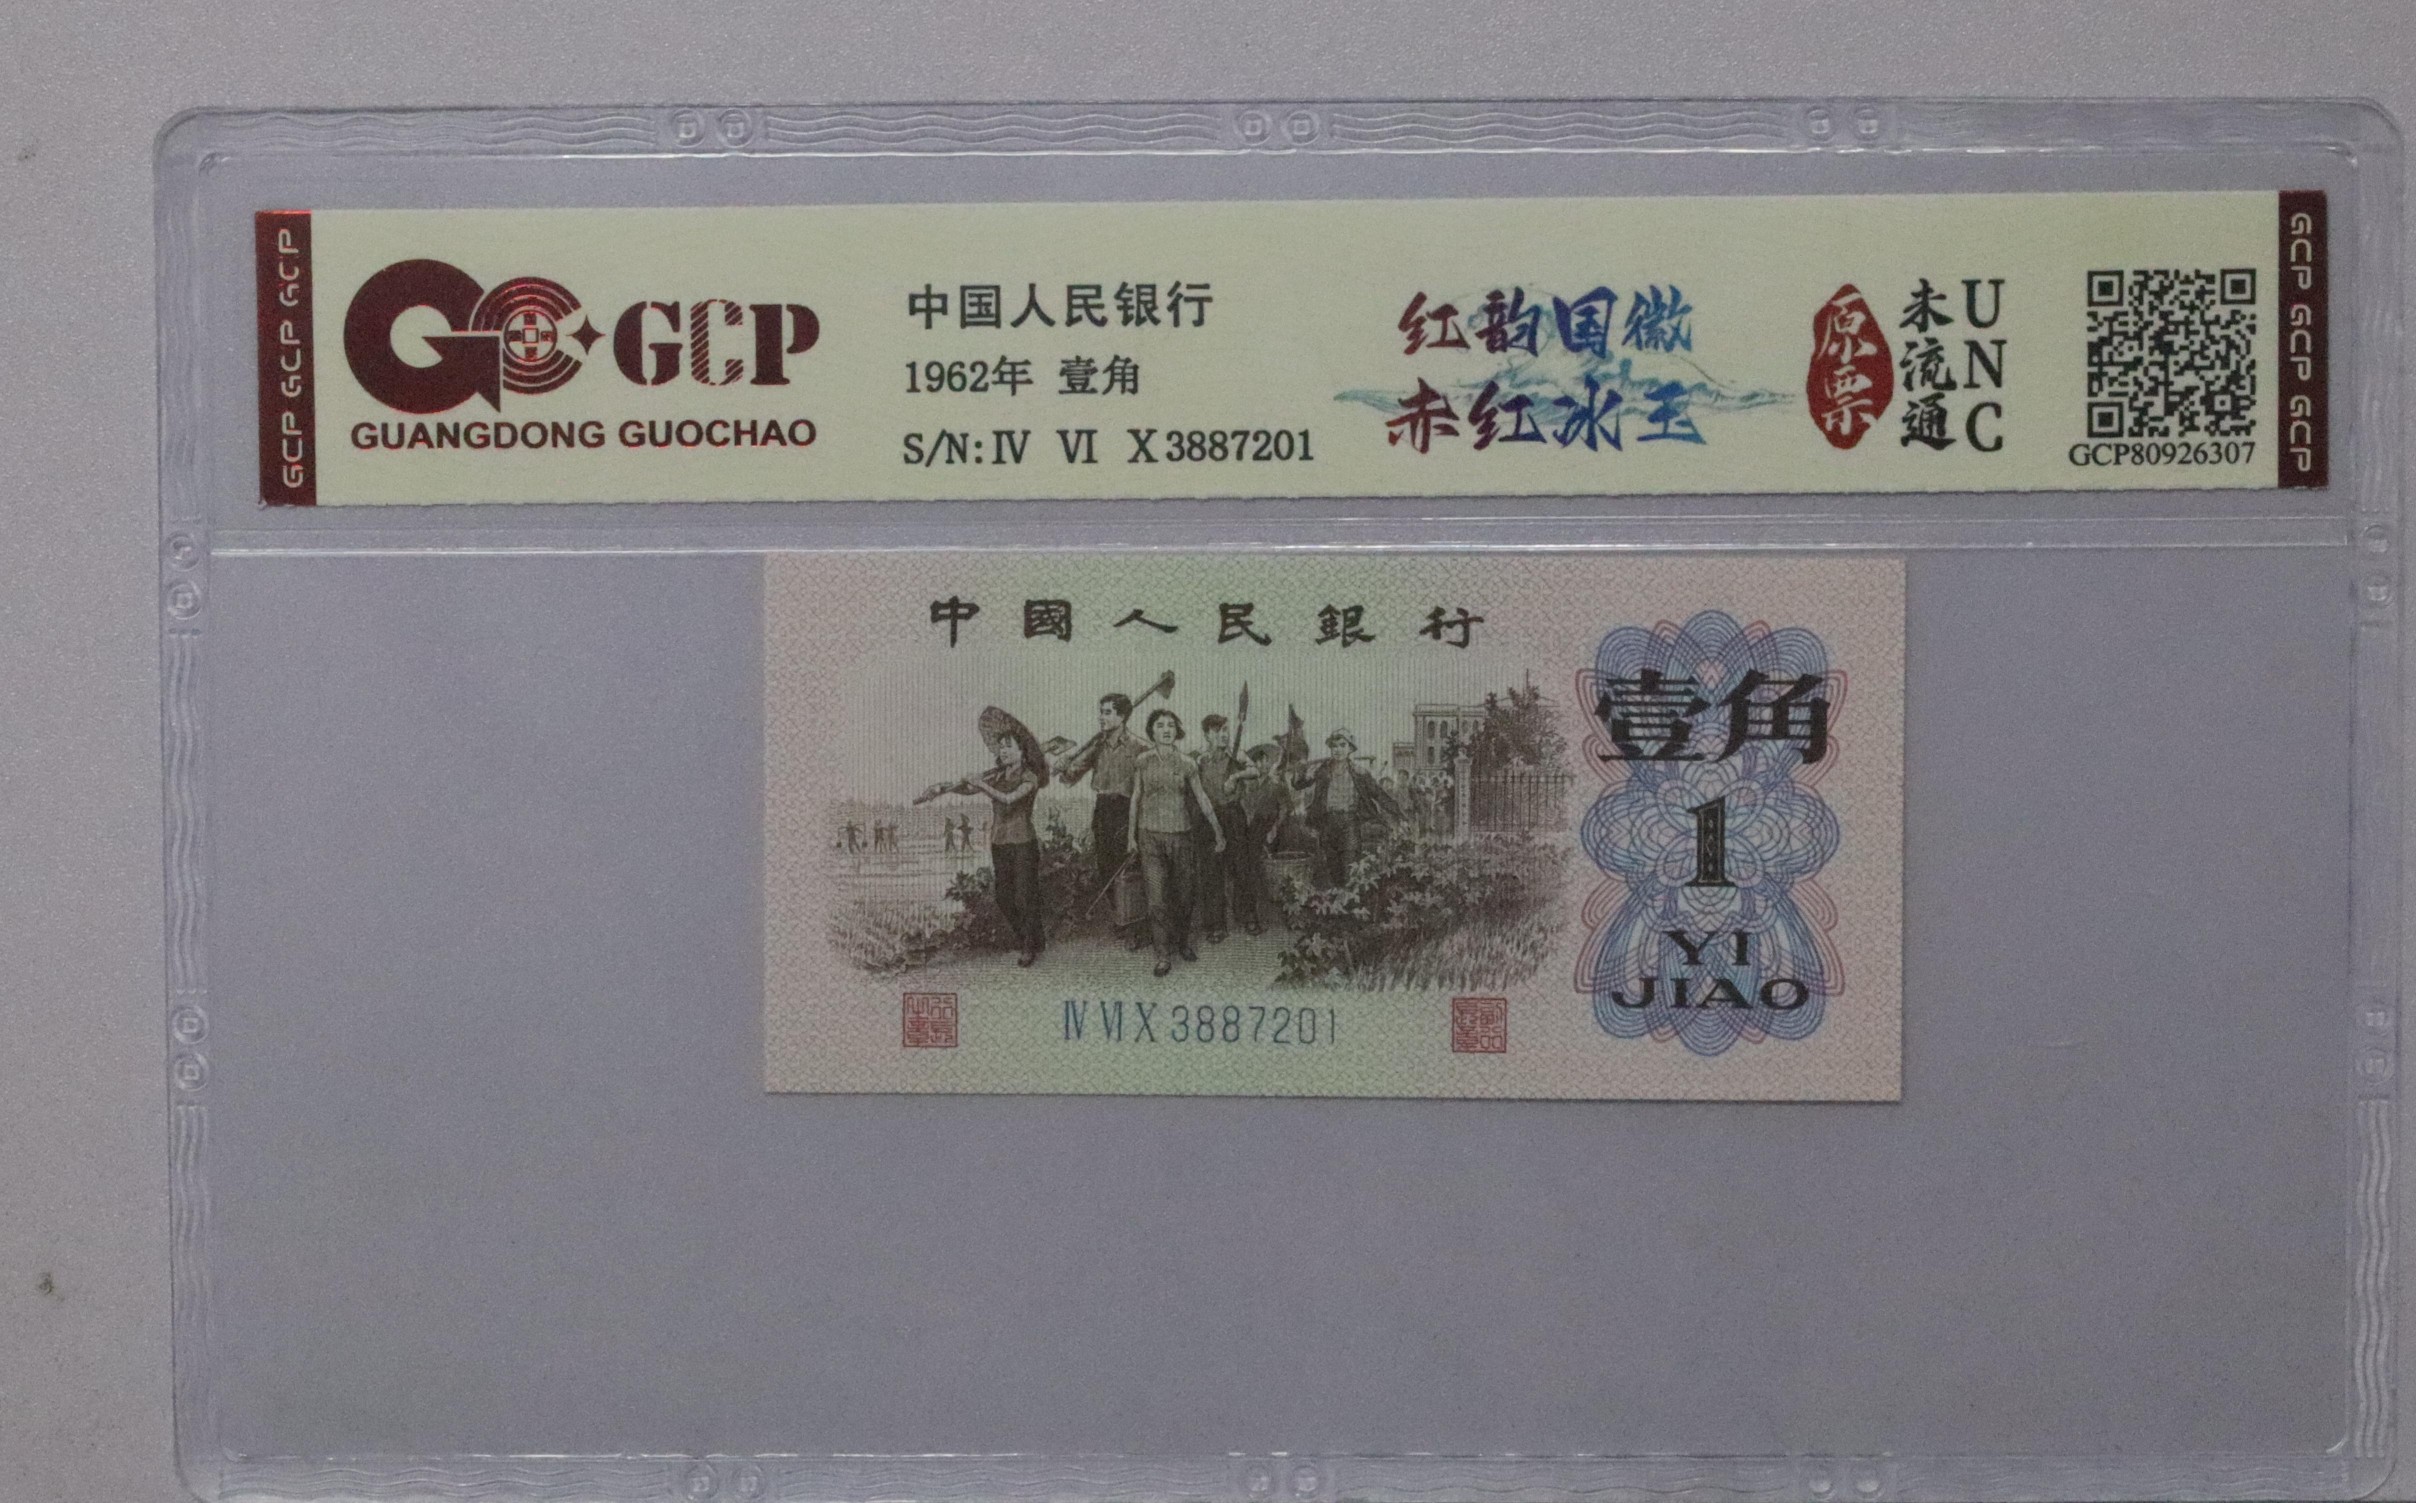 GCP GCP GCP
GCP
GUANGDONG GUOCHAO
中国人民银行
1962年 壹角
S/N: IV VI X 3887201
红韵国徽
赤红冰玉
原票
未流通
UNC
GCP80926307
GCP GCP GCP
中國人民銀行
壹角
1
YI
JIAO
IV VI X 3887201